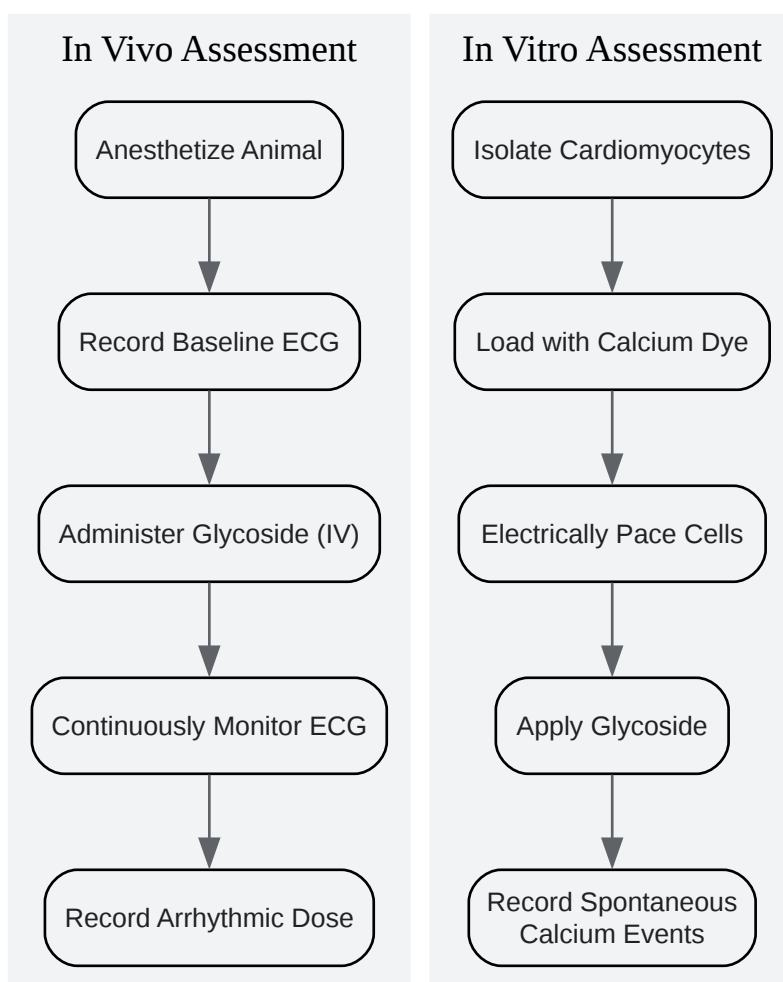 In Vivo Assessment
Anesthetize Animal
Record Baseline ECG
Administer Glycoside (IV)
Continuously Monitor ECG
Record Arrhythmic Dose
In Vitro Assessment
Isolate Cardiomyocytes
Load with Calcium Dye
Electrically Pace Cells
Apply Glycoside
Record Spontaneous
Calcium Events